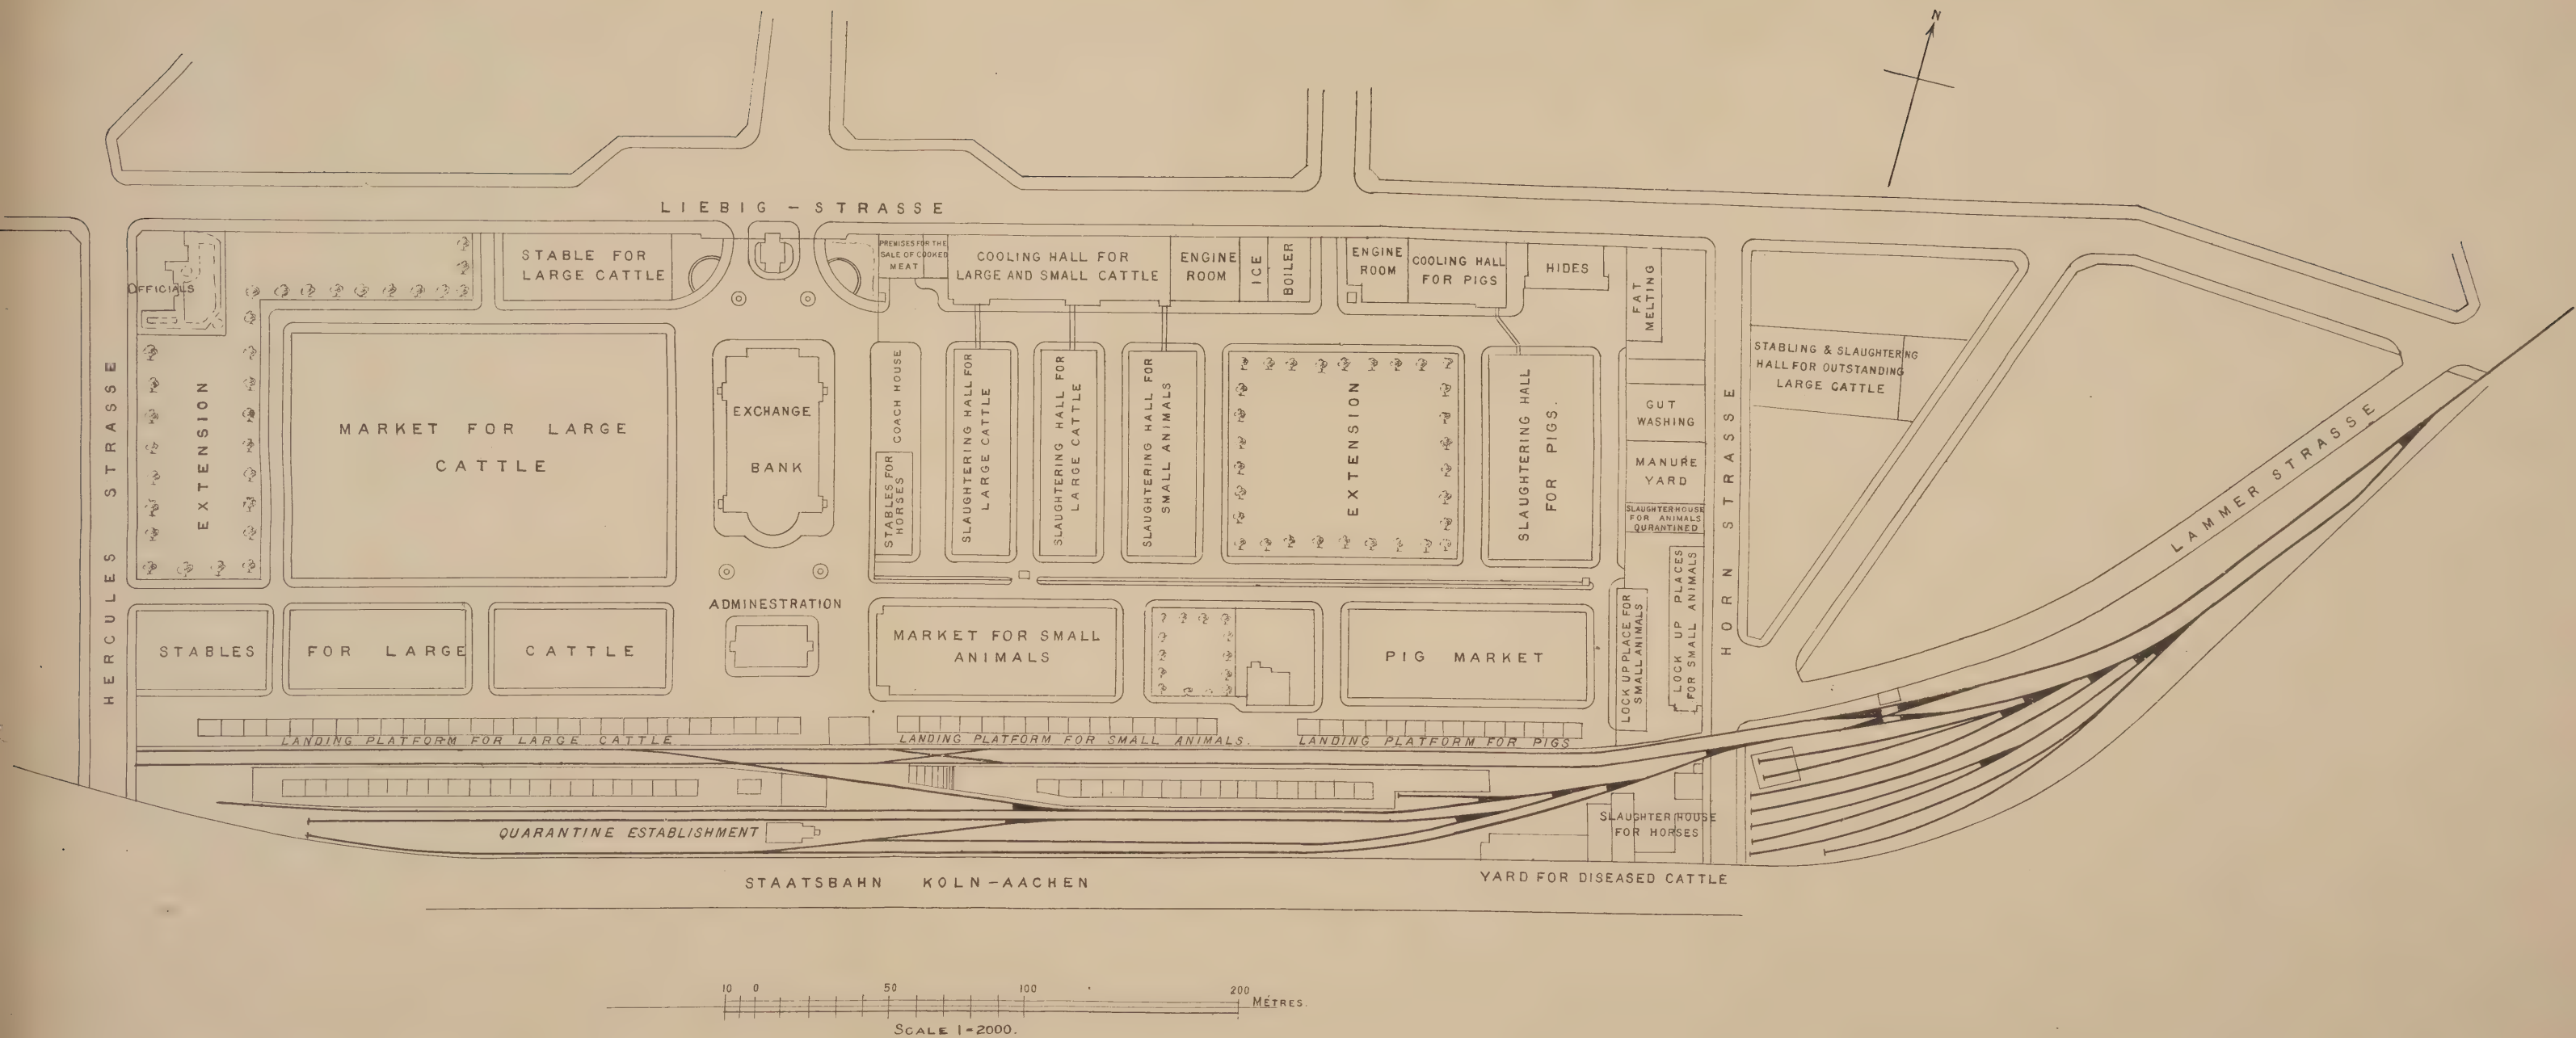 N
LIEBIG - STRASSE
OFFICIALS
STABLE FOR
LARGE CATTLE
PREMISES FOR THE
SALE OF COOKED
MEAT
COOLING HALL FOR
LARGE AND SMALL CATTLE
ENGINE
ROOM
ICE
BOILER
ENGINE
ROOM
COOLING HALL
FOR PIGS
HIDES
FAT
MELTING
HERCULES STRASSE
EXTENSION
MARKET FOR LARGE
CATTLE
EXCHANGE
BANK
COACH HOUSE
STABLES FOR
HORSES
SLAUGHTERING HALL FOR
LARGE CATTLE
SLAUGHTERING HALL FOR
LARGE CATTLE
SLAUGHTERING HALL FOR
SMALL ANIMALS
EXTENSION
SLAUGHTERING HALL
FOR PIGS.
GUT
WASHING
MANURE
YARD
SLAUGHTERHOUSE
FOR ANIMALS
QURANTINED
HORN STRASSE
STABLING & SLAUGHTERING
HALL FOR OUTSTANDING
LARGE CATTLE
LAMMER STRASSE
STABLES
FOR LARGE
CATTLE
ADMINESTRATION
MARKET FOR SMALL
ANIMALS
PIG MARKET
LOCK UP PLACE FOR
SMALL ANIMALS
LOCK UP PLACES
FOR SMALL ANIMALS
LANDING PLATFORM FOR LARGE CATTLE
LANDING PLATFORM FOR SMALL ANIMALS.
LANDING PLATFORM FOR PIGS
QUARANTINE ESTABLISHMENT
SLAUGHTER HOUSE
FOR HORSES
STAATSBAHN KOLN-AACHEN
YARD FOR DISEASED CATTLE
10 0 50 100 200
MÉTRES.
SCALE 1-2000.